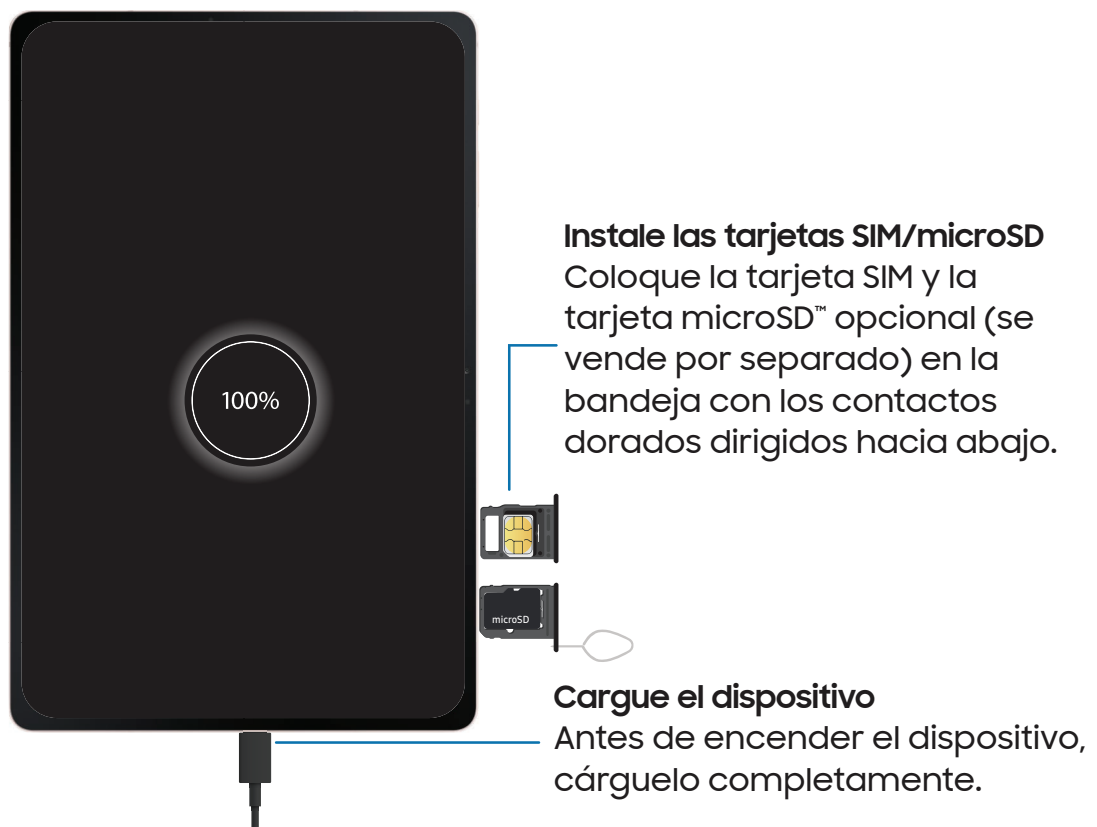 Instale las tarjetas SIM/microSD
Coloque la tarjeta SIM y la
tarjeta microSD™ opcional (se
vende por separado) en la
bandeja con los contactos
dorados dirigidos hacia abajo.
100%
microSD
Cargue el dispositivo
Antes de encender el dispositivo,
cárguelo completamente.